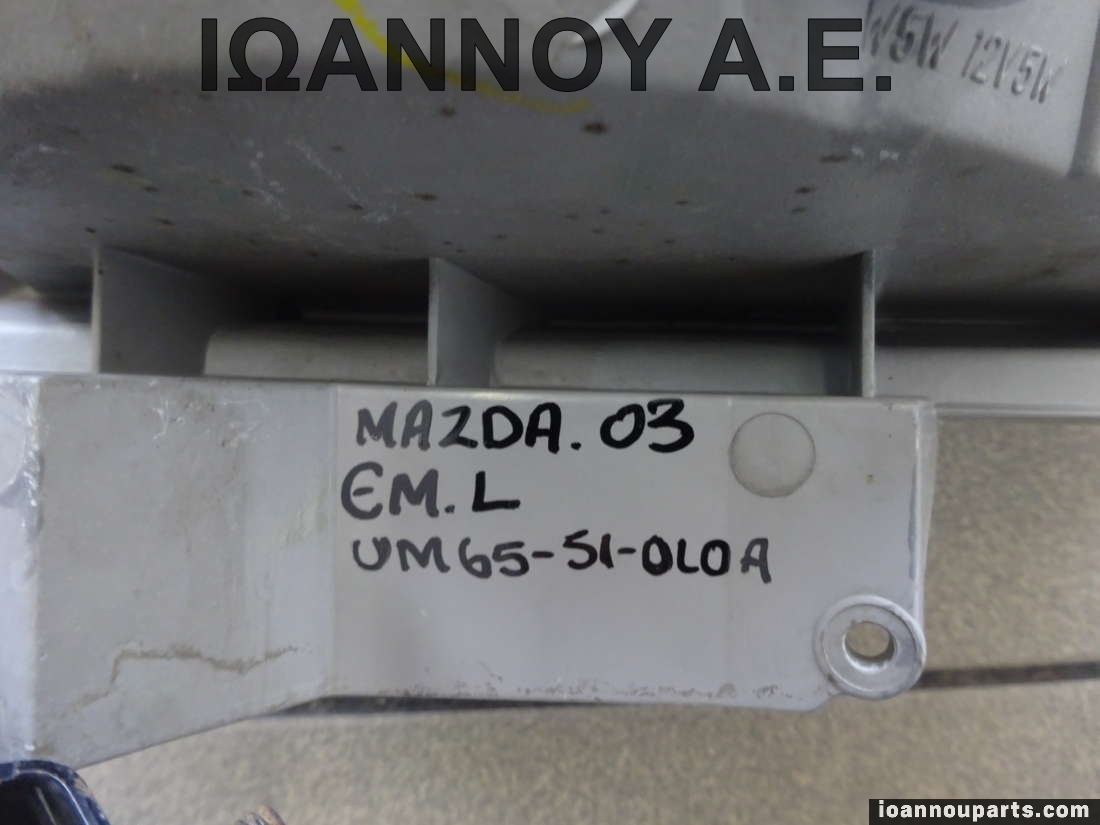 ΙΩΑΝΝΟΥ Α.Ε.
W5W 12V5W
MAZDA. 03
EM. L
UM65-51-0L0A
ioannouparts.com